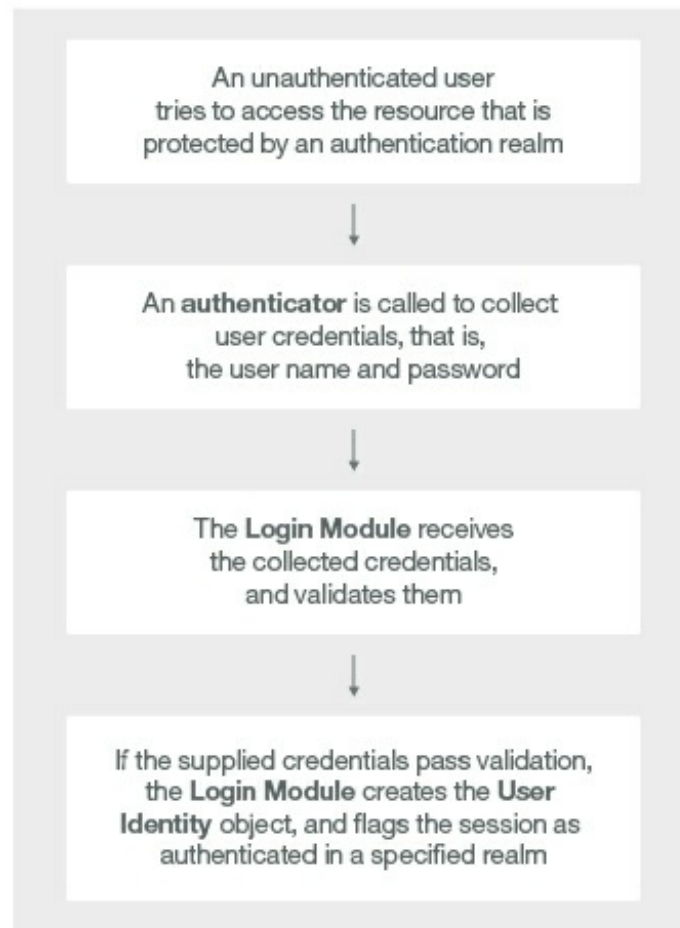 An unauthenticated user
tries to access the resource that is
protected by an authentication realm
An authenticator is called to collect
user credentials, that is,
the user name and password
The Login Module receives
the collected credentials,
and validates them
If the supplied credentials pass validation,
the Login Module creates the User
Identity object, and flags the session as
authenticated in a specified realm